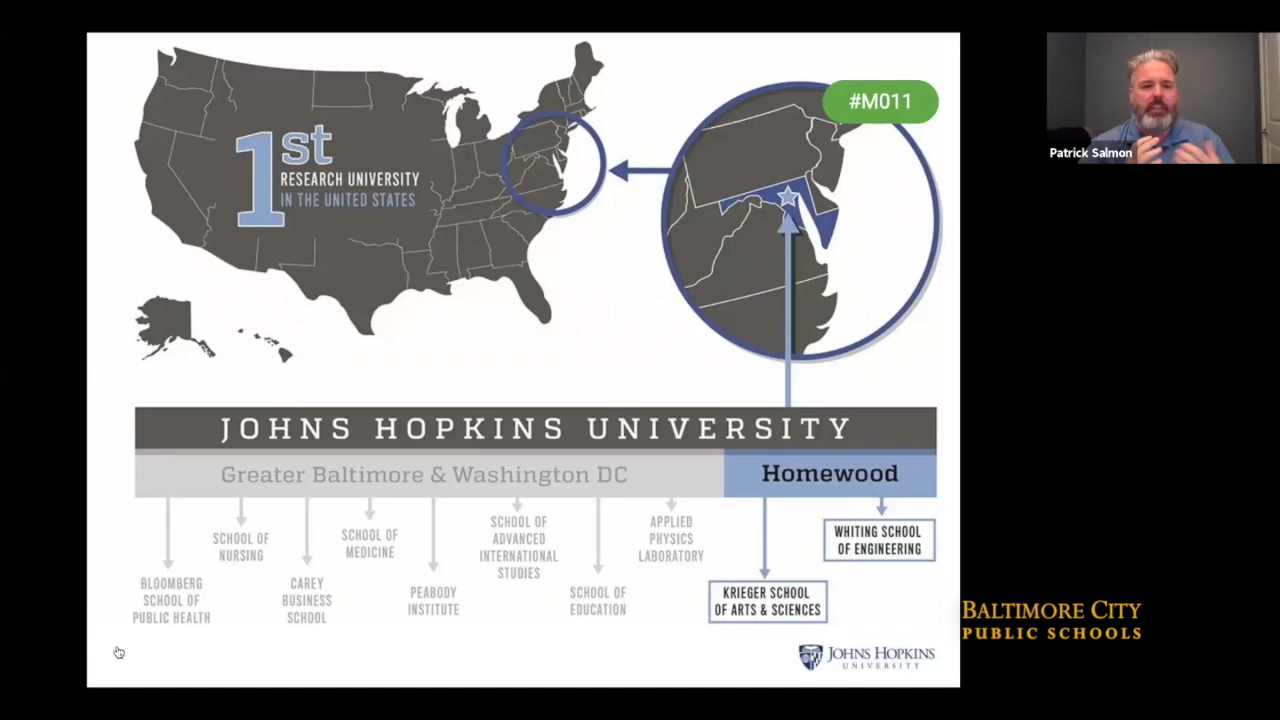 #M011
Patrick Salmon
1st
RESEARCH UNIVERSITY
IN THE UNITED STATES
JOHNS HOPKINS UNIVERSITY
Greater Baltimore & Washington DC
Homewood
BLOOMBERG
SCHOOL OF
PUBLIC HEALTH
SCHOOL OF
NURSING
CAREY
BUSINESS
SCHOOL
SCHOOL OF
MEDICINE
PEABODY
INSTITUTE
SCHOOL OF
ADVANCED
INTERNATIONAL
STUDIES
SCHOOL OF
EDUCATION
APPLIED
PHYSICS
LABORATORY
KRIEGER SCHOOL
OF ARTS & SCIENCES
WHITING SCHOOL
OF ENGINEERING
JOHNS HOPKINS
UNIVERSITY
BALTIMORE CITY
PUBLIC SCHOOLS